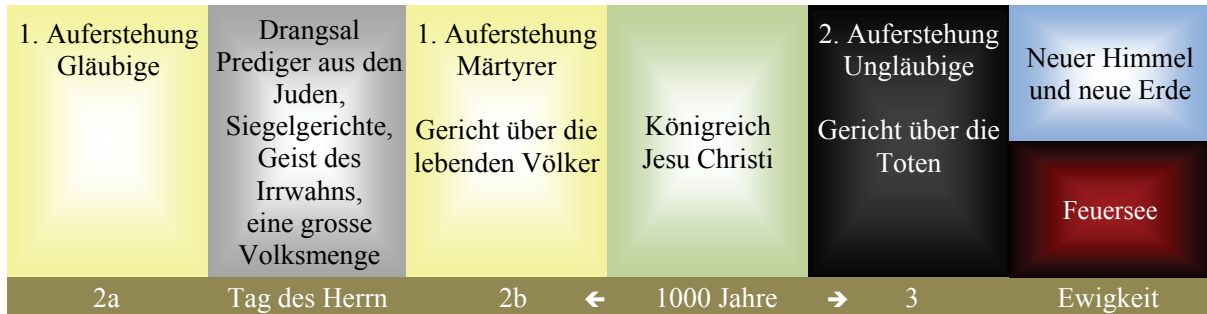 1. Auferstehung
Gläubige
Drangsal
Prediger aus den
Juden,
Siegelgerichte,
Geist des
Irrwahns,
eine grosse
Volksmenge
1. Auferstehung
Märtyrer
Gericht über die
lebenden Völker
Königreich
Jesu Christi
2. Auferstehung
Ungläubige
Gericht über die
Toten
Neuer Himmel
und neue Erde
Feuersee
2a Tag des Herrn 2b ← 1000 Jahre → 3 Ewigkeit